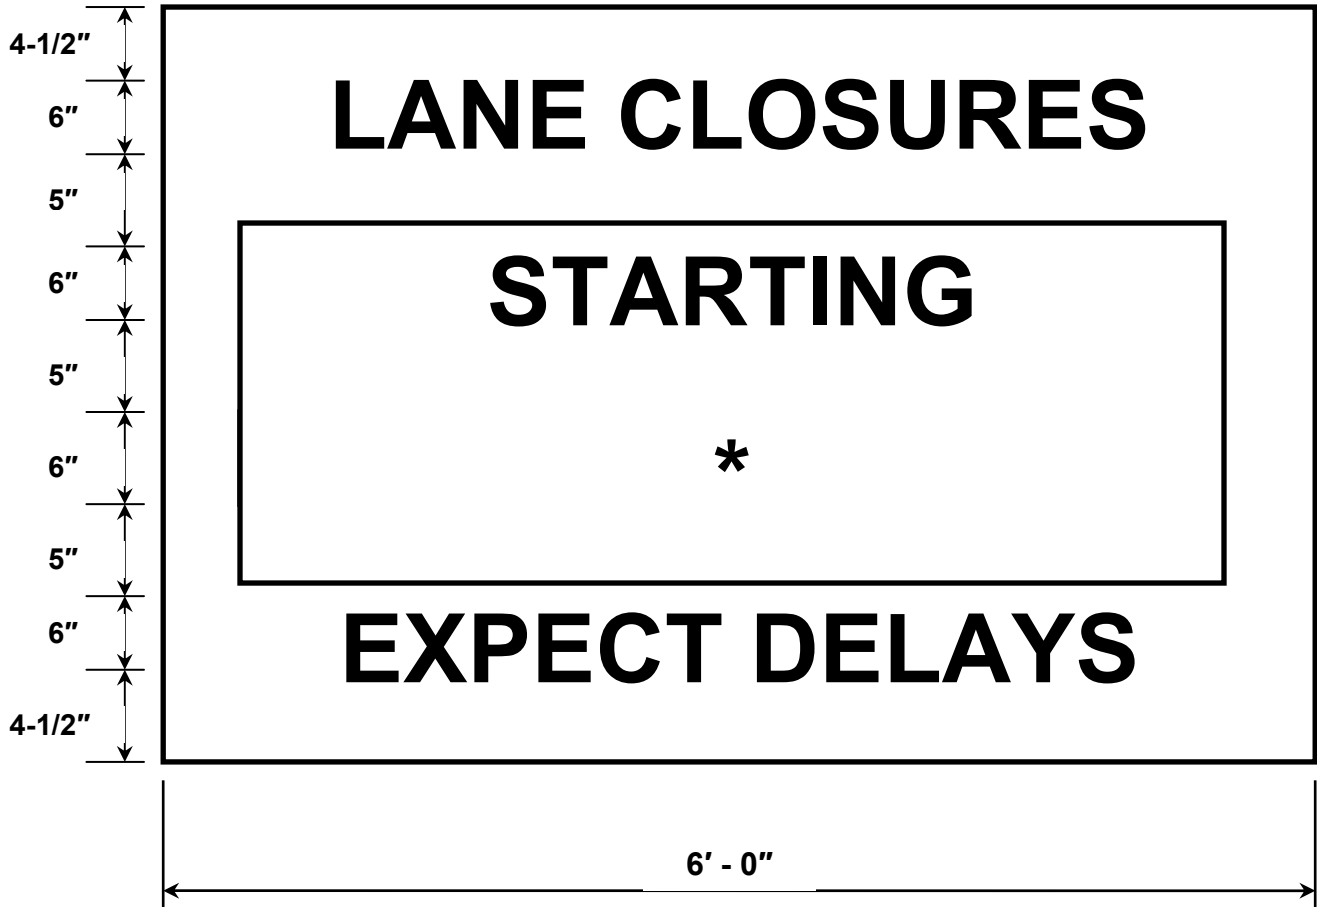 4-1/2″
6″
LANE CLOSURES
5″
6″
STARTING
5″
6″
*
5″
6″
EXPECT DELAYS
4-1/2″
6′ - 0″